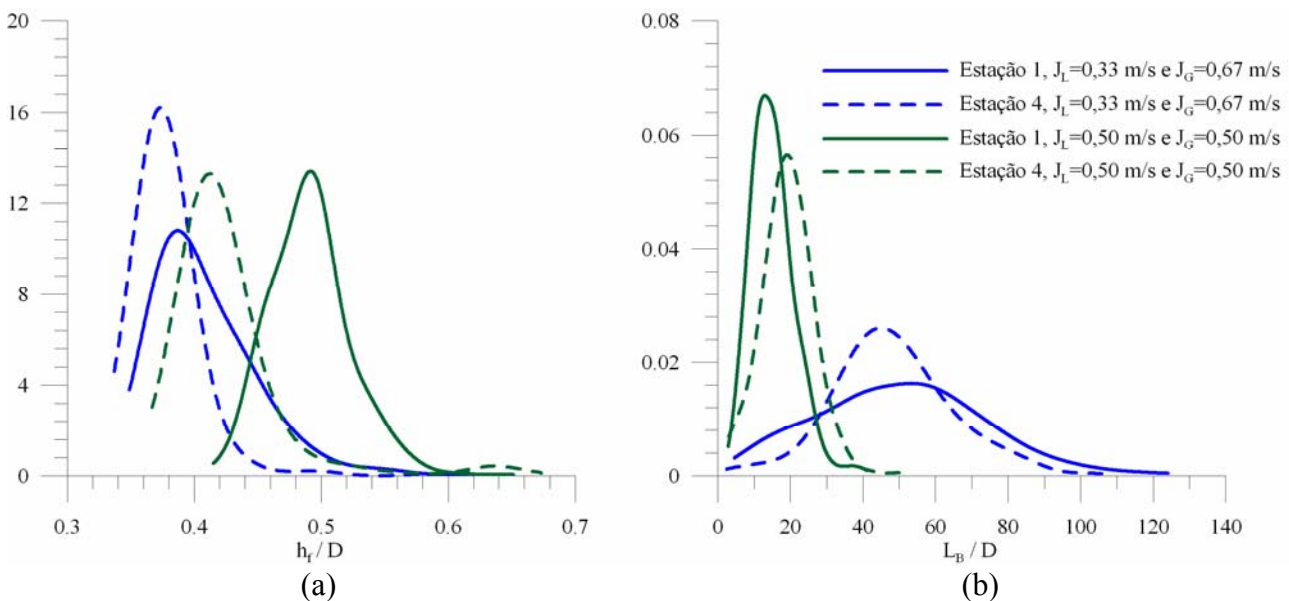 20
16
12
8
4
0
0.3 0.4 0.5 0.6 0.7
h_f / D
(a)
0.08
0.06
0.04
0.02
0
0 20 40 60 80 100 120 140
L_B / D
(b)
Estação 1, J_L=0,33 m/s e J_G=0,67 m/s
Estação 4, J_L=0,33 m/s e J_G=0,67 m/s
Estação 1, J_L=0,50 m/s e J_G=0,50 m/s
Estação 4, J_L=0,50 m/s e J_G=0,50 m/s